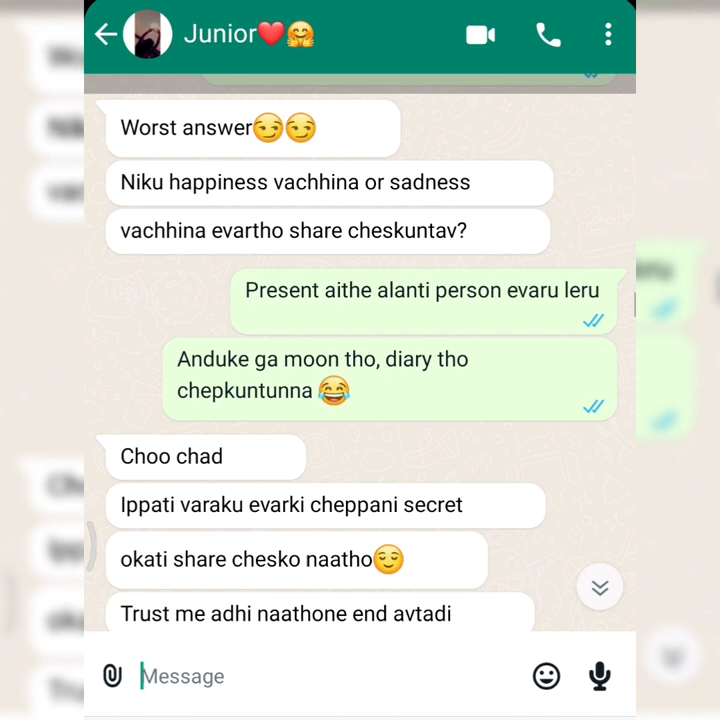 Junior❤️🤗
Worst answer😏😏
Niku happiness vachhina or sadness
vachhina evartho share cheskuntav?
Present aithe alanti person evaru leru
Anduke ga moon tho, diary tho
chepkuntunna 😂
Choo chad
Ippati varaku evarki cheppani secret
okati share chesko naatho😌
Trust me adhi naathone end avtadi
Message